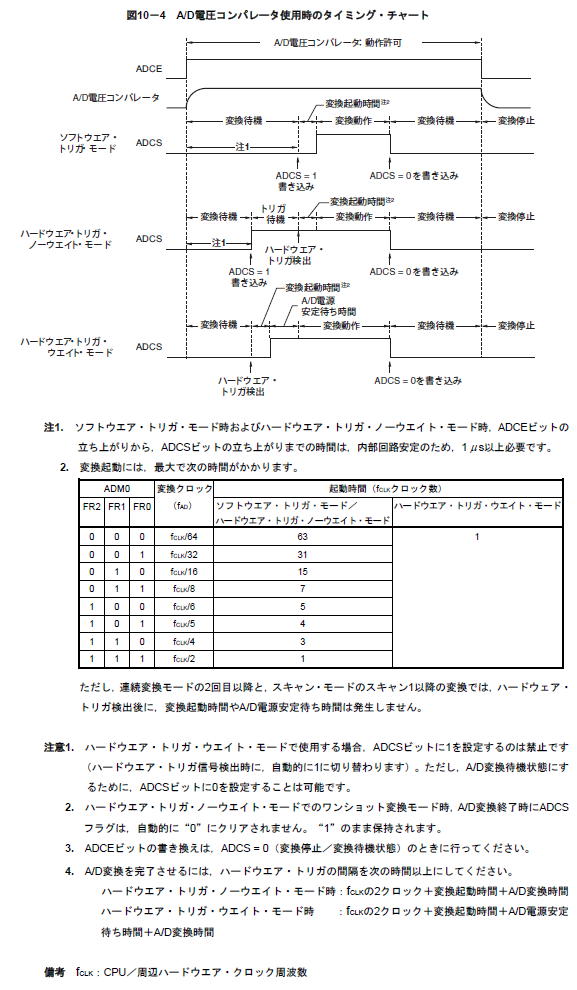 図10－4　A/D電圧コンパレータ使用時のタイミング・チャート
A/D電圧コンパレータ：動作許可
ADCE
A/D電圧コンパレータ
変換起動時間注2
変換待機　変換動作　変換待機　変換停止
ソフトウエア・
トリガ・モード
ADCS
注1
ADCS = 1
書き込み
ADCS = 0を書き込み
トリガ
待機
変換起動時間注2
変換待機　変換動作　変換待機　変換停止
ハードウエア・トリガ・
ノーウエイト・モード
ADCS
注1
ハードウエア・
トリガ検出
ADCS = 1
書き込み
ADCS = 0を書き込み
変換起動時間注2
A/D電源
安定待ち時間
変換待機　変換動作　変換待機　変換停止
ハードウエア・トリガ・
ウエイト・モード
ADCS
ハードウエア・
トリガ検出
ADCS = 0を書き込み
注1.　ソフトウエア・トリガ・モード時およびハードウエア・トリガ・ノーウエイト・モード時，ADCEビットの
立ち上がりから，ADCSビットの立ち上がりまでの時間は，内部回路安定のため，1 μs以上必要です。
2.　変換起動には，最大で次の時間がかかります。
ADM0　変換クロック　起動時間（fCLKクロック数）
FR2　FR1　FR0　（fAD）　ソフトウエア・トリガ・モード／　ハードウエア・トリガ・ウエイト・モード
ハードウエア・トリガ・ノーウエイト・モード
0　0　0　fCLK/64　63　1
0　0　1　fCLK/32　31
0　1　0　fCLK/16　15
0　1　1　fCLK/8　7
1　0　0　fCLK/6　5
1　0　1　fCLK/5　4
1　1　0　fCLK/4　3
1　1　1　fCLK/2　1
ただし，連続変換モードの2回目以降と，スキャン・モードのスキャン1以降の変換では，ハードウェア・
トリガ検出後に，変換起動時間やA/D電源安定待ち時間は発生しません。
注意1.　ハードウエア・トリガ・ウエイト・モードで使用する場合，ADCSビットに1を設定するのは禁止です
（ハードウエア・トリガ信号検出時に，自動的に1に切り替わります）。ただし，A/D変換待機状態にす
るために，ADCSビットに0を設定することは可能です。
2.　ハードウエア・トリガ・ノーウエイト・モードでのワンショット変換モード時，A/D変換終了時にADCS
フラグは，自動的に“0”にクリアされません。“1”のまま保持されます。
3.　ADCEビットの書き換えは，ADCS = 0（変換停止／変換待機状態）のときに行ってください。
4.　A/D変換を完了させるには，ハードウエア・トリガの間隔を次の時間以上にしてください。
ハードウエア・トリガ・ノーウエイト・モード時：fCLKの2クロック＋変換起動時間＋A/D変換時間
ハードウエア・トリガ・ウエイト・モード時　　：fCLKの2クロック＋変換起動時間＋A/D電源安定
待ち時間＋A/D変換時間
備考　fCLK：CPU／周辺ハードウエア・クロック周波数